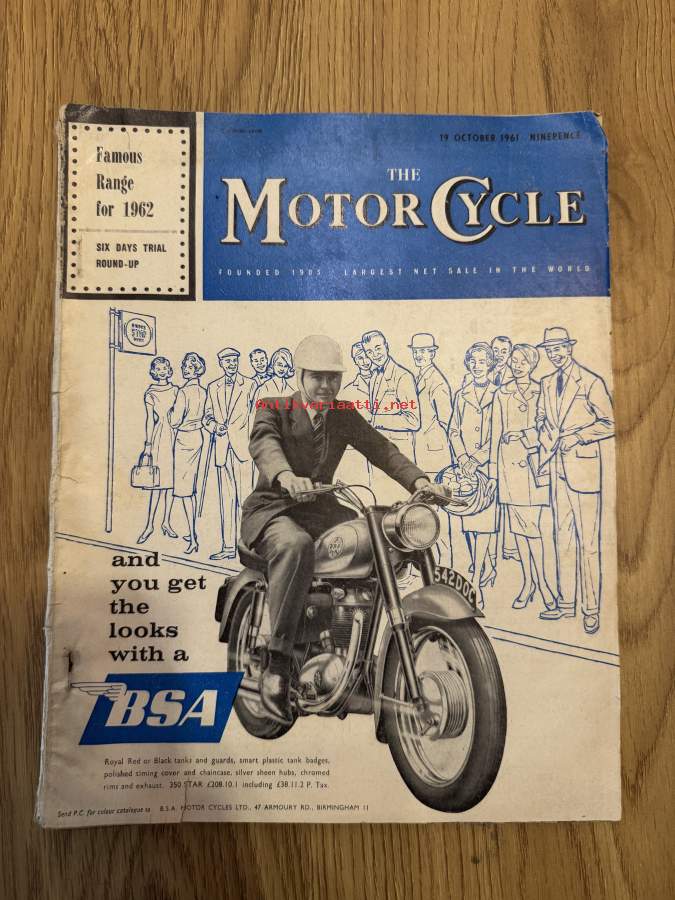 Famous
Range
for 1962
SIX DAYS TRIAL
ROUND-UP
19 OCTOBER 1961 NINEPENCE
THE
MOTOR CYCLE
FOUNDED 1903 LARGEST NET SALE IN THE WORLD
Antikvariaatti.net
542DOC
and
you get
the
looks
with a
BSA
Royal Red or Black tanks and guards, smart plastic tank badges,
polished timing cover and chaincase, silver sheen hubs, chromed
rims and exhaust. 350 STAR £208.10.1 including £38.11.2 P. Tax.
Send P.C. for colour catalogue to B.S.A. MOTOR CYCLES LTD., 47 ARMOURY RD., BIRMINGHAM 11